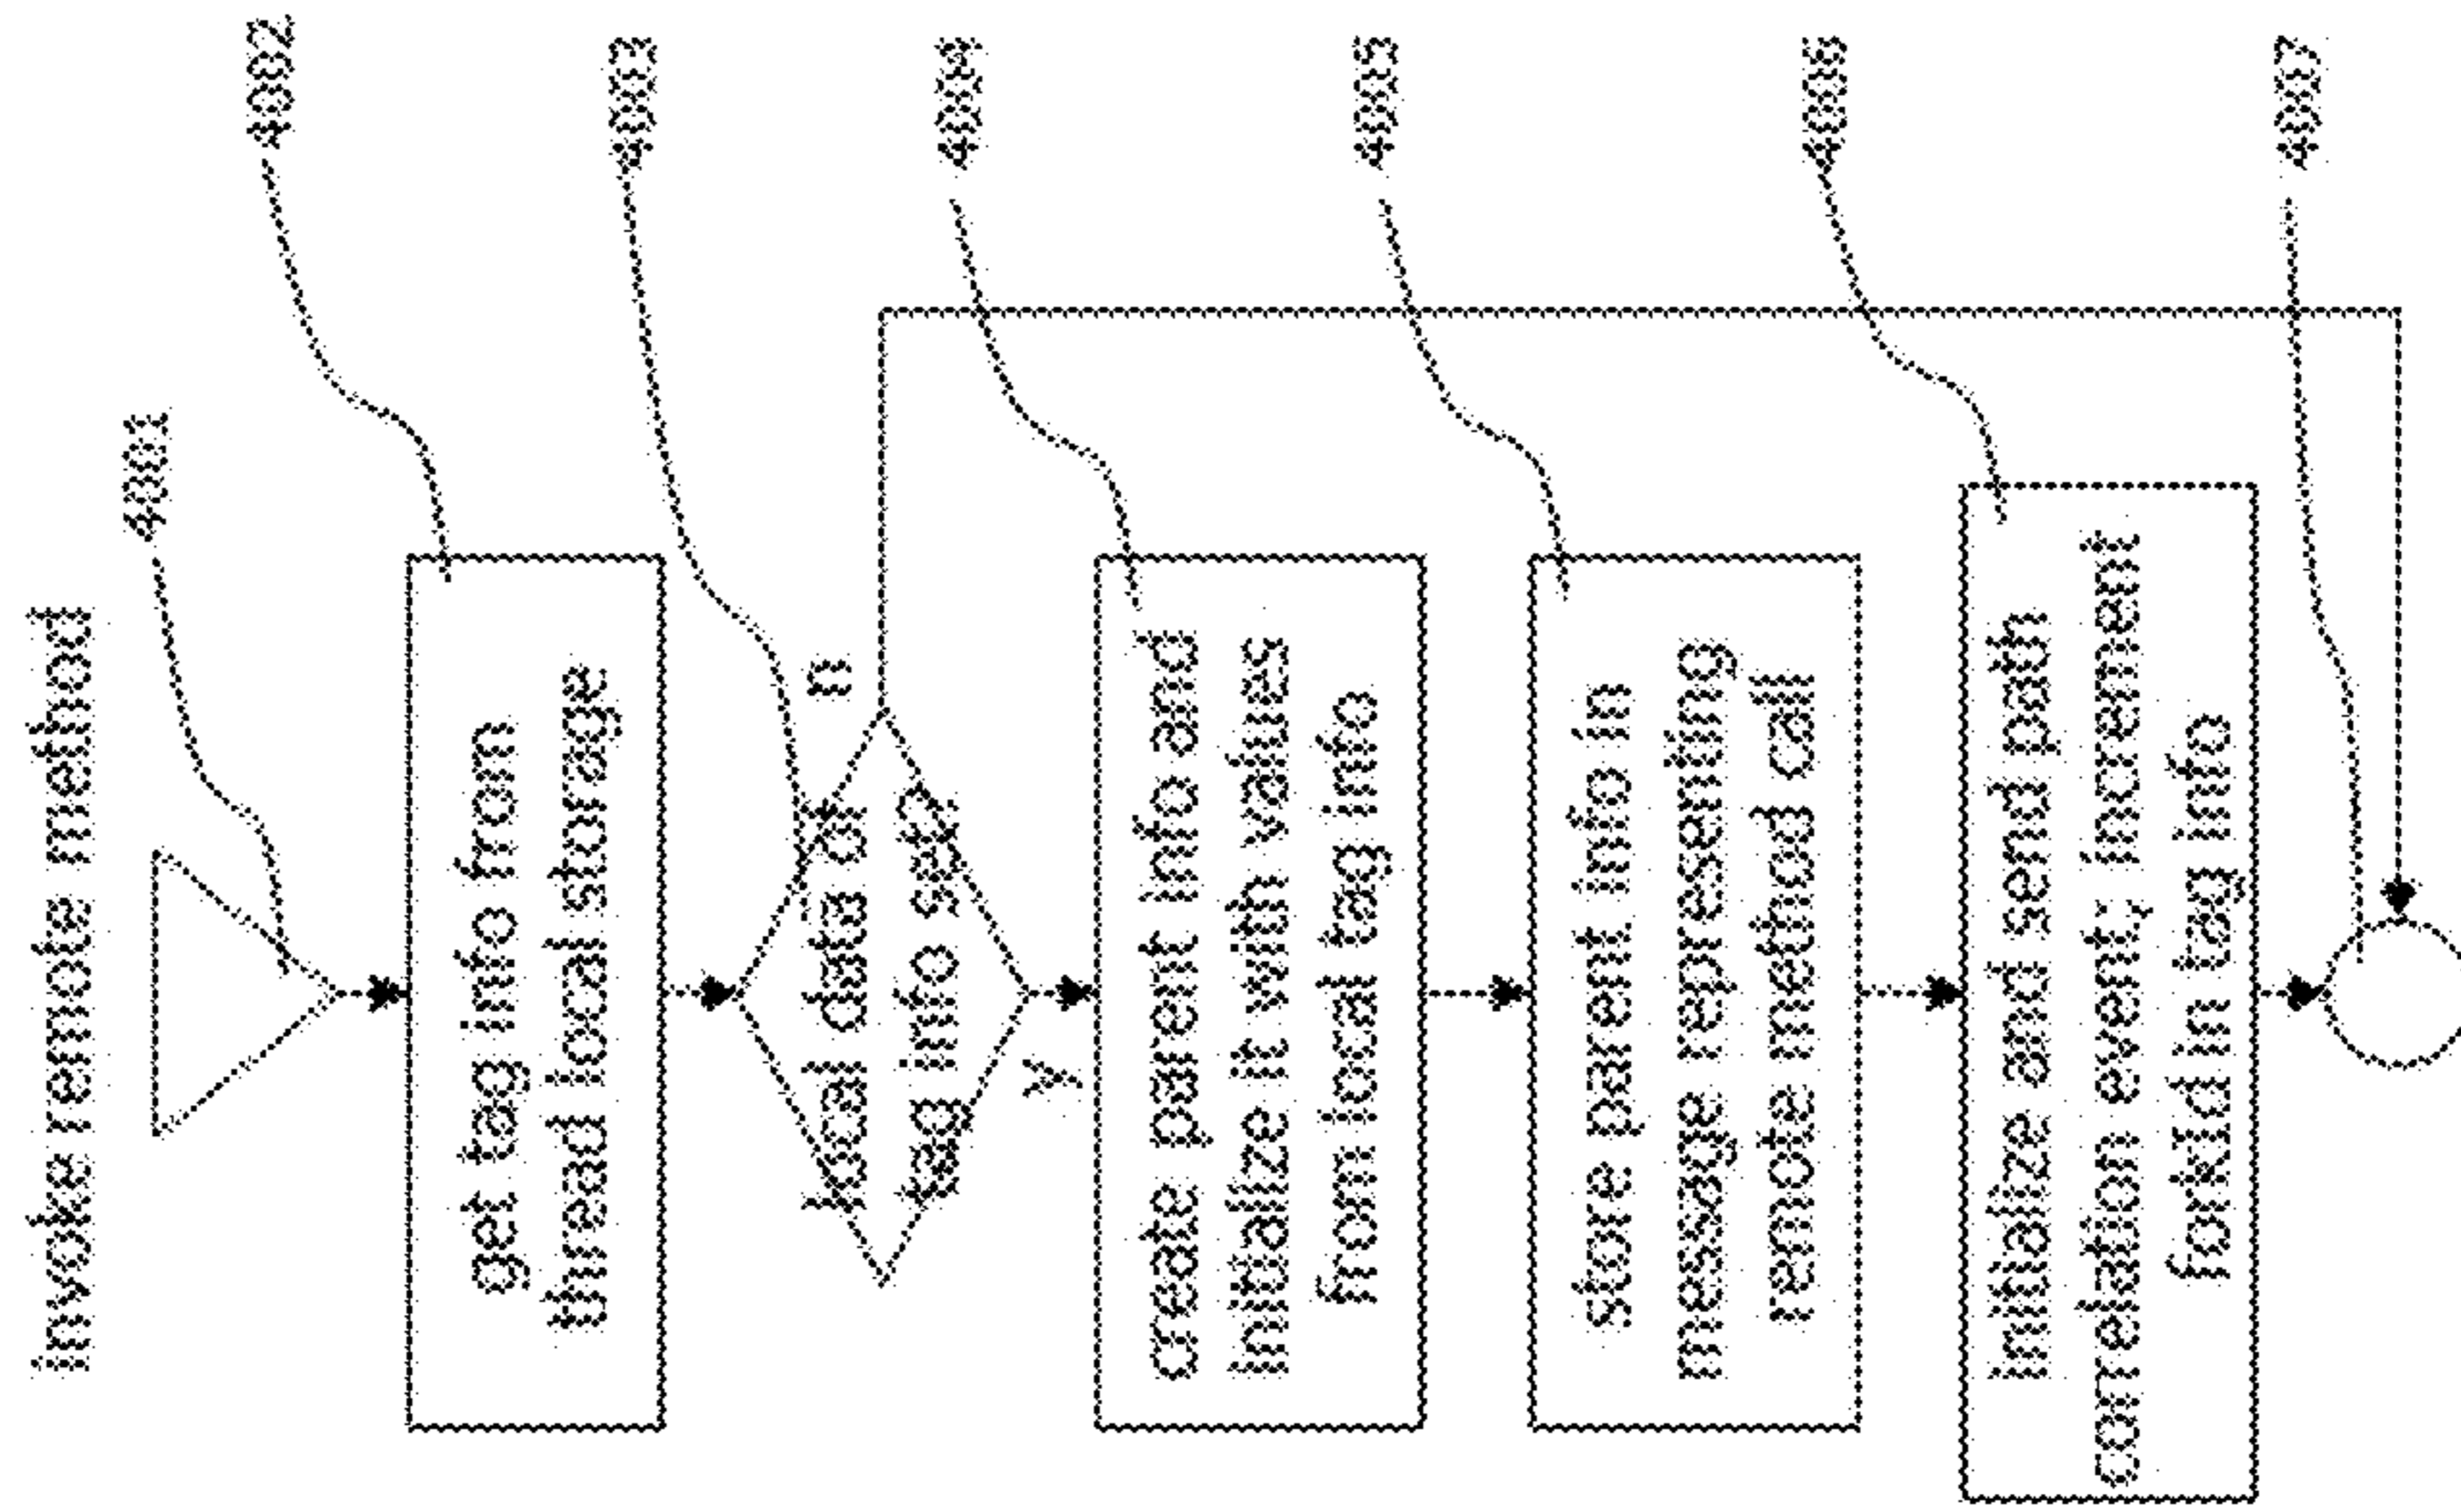 invoke remote method
4001
4002
get tag info from
thread local storage
4003
local data of
tag info set?
n
y
4004
create parent info and
initialize it with values
from local tag info
4005
store parent info in
message representing
remote method call
4006
initialize and send path
correlation event; increment
forkId in tag info
4007